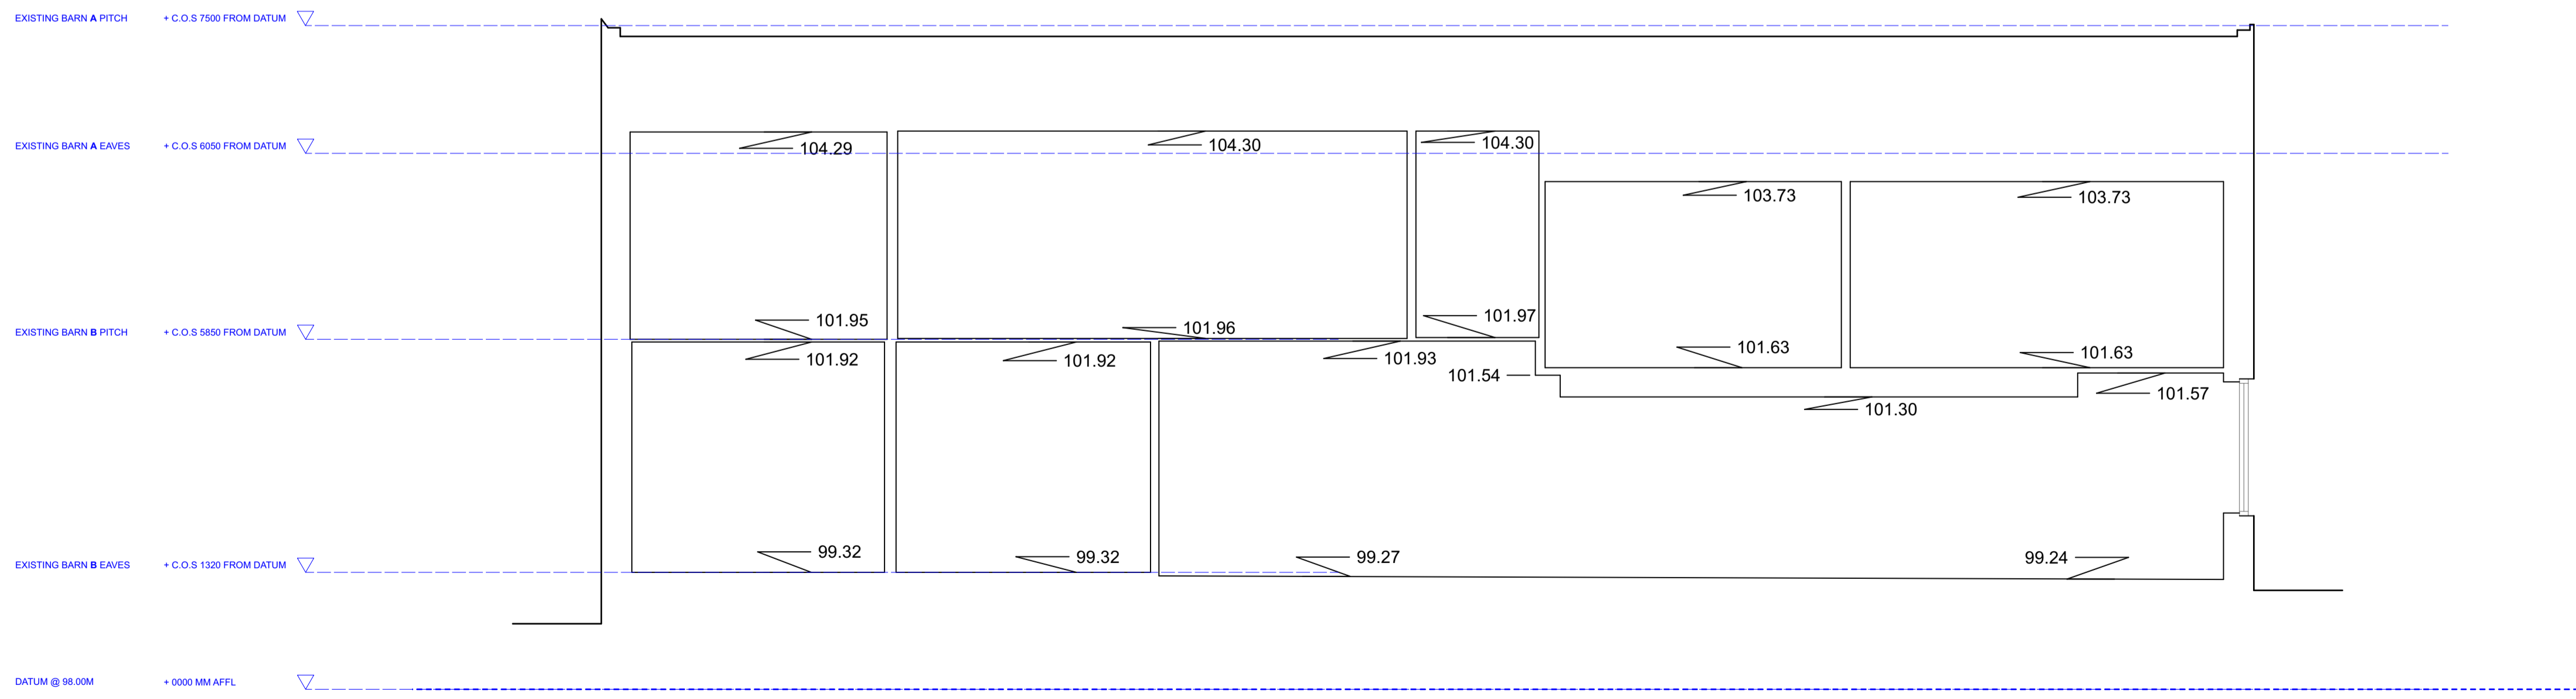 EXISTING BARN A PITCH + C.O.S 7500 FROM DATUM
EXISTING BARN A EAVES + C.O.S 6050 FROM DATUM
104.29 104.30 104.30
103.73 103.73
101.95 101.96 101.97
EXISTING BARN B PITCH + C.O.S 5850 FROM DATUM
101.63 101.63
101.92 101.92 101.93
101.54
101.57
101.30
99.32 99.32 99.27 99.24
EXISTING BARN B EAVES + C.O.S 1320 FROM DATUM
DATUM @ 98.00M + 0000 MM AFFL